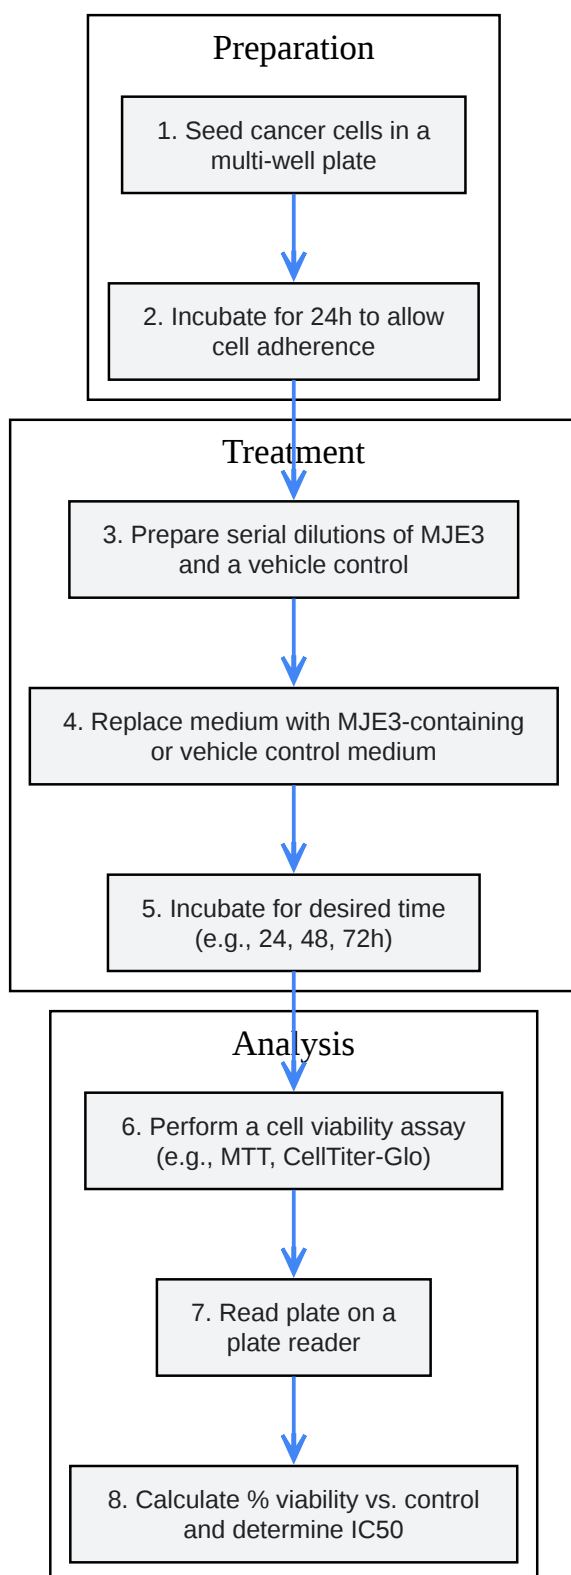 Preparation
1. Seed cancer cells in a
multi-well plate
2. Incubate for 24h to allow
cell adherence
Treatment
3. Prepare serial dilutions of MJE3
and a vehicle control
4. Replace medium with MJE3-containing
or vehicle control medium
5. Incubate for desired time
(e.g., 24, 48, 72h)
Analysis
6. Perform a cell viability assay
(e.g., MTT, CellTiter-Glo)
7. Read plate on a
plate reader
8. Calculate % viability vs. control
and determine IC50